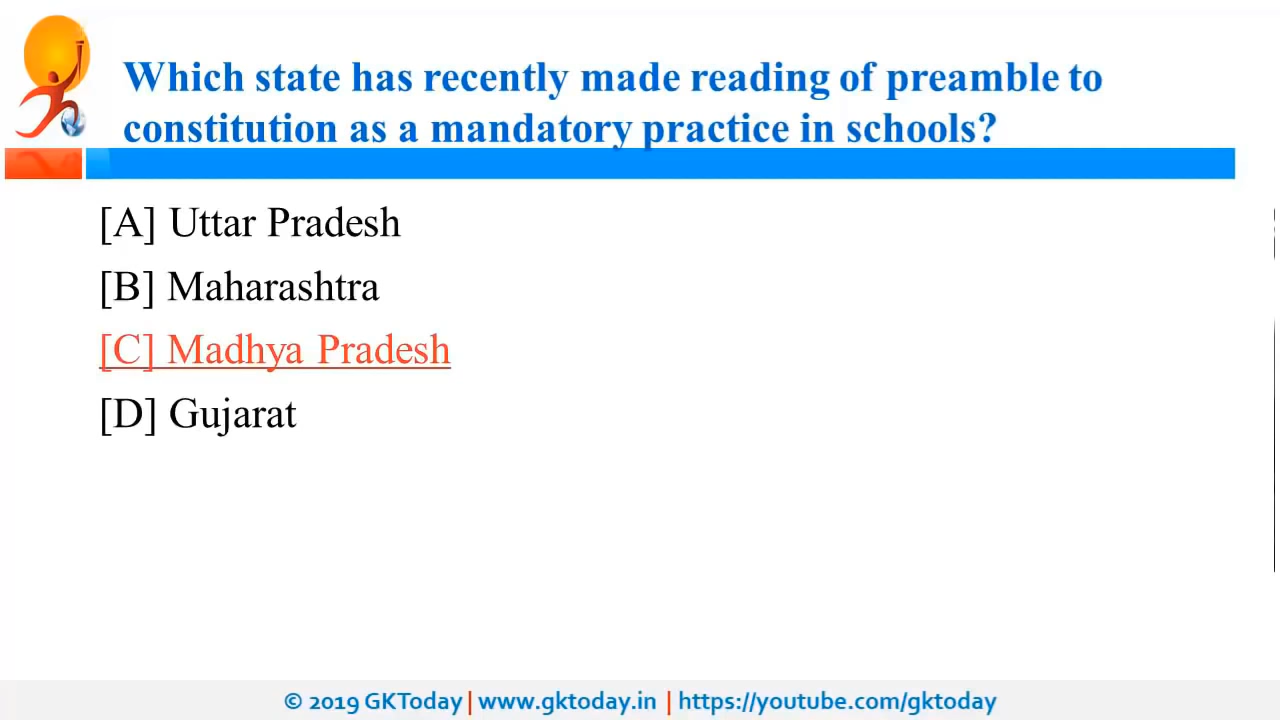 Which state has recently made reading of preamble to
constitution as a mandatory practice in schools?
[A] Uttar Pradesh
[B] Maharashtra
[C] Madhya Pradesh
[D] Gujarat
© 2019 GKToday | www.gktoday.in | https://youtube.com/gktoday